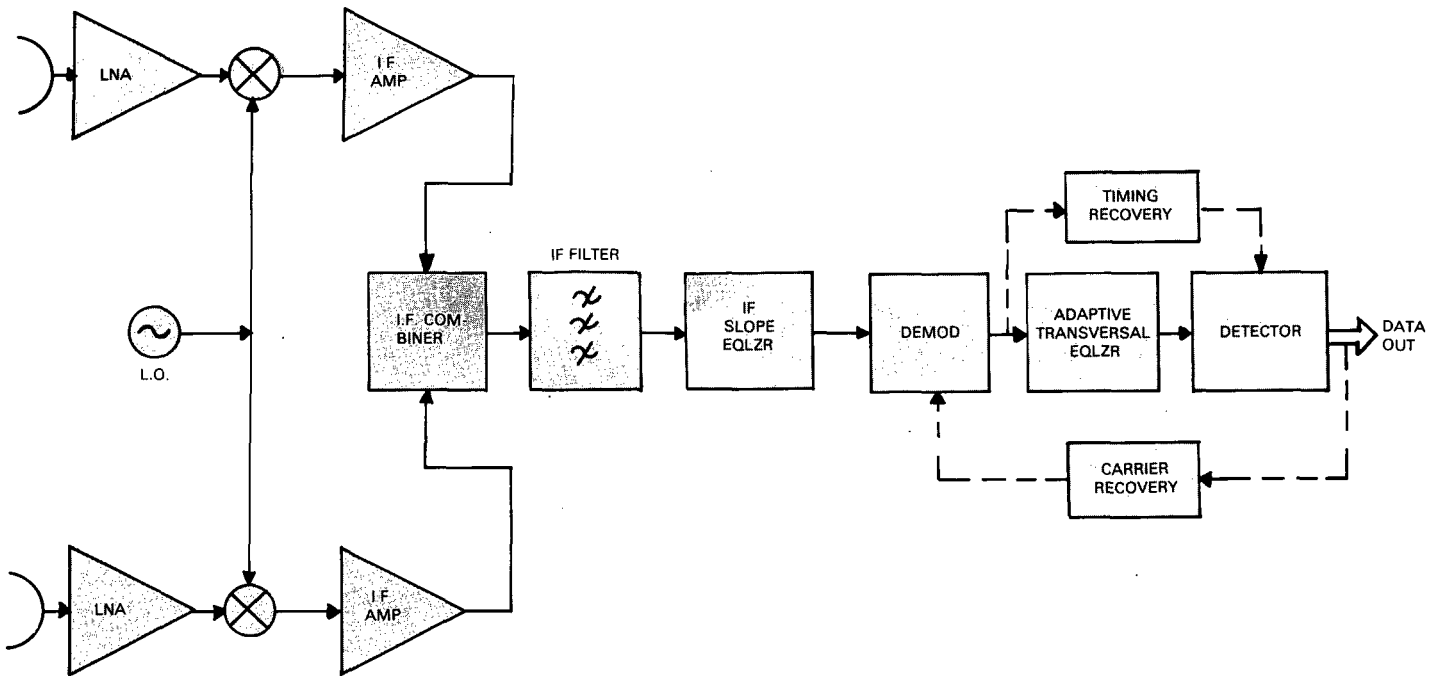 LNA
I F
AMP
TIMING
RECOVERY
IF FILTER
I.F. COM-
BINER
IF
SLOPE
EQLZR
DEMOD
ADAPTIVE
TRANSVERSAL
EQLZR
DETECTOR
DATA
OUT
L.O.
CARRIER
RECOVERY
LNA
I F
AMP